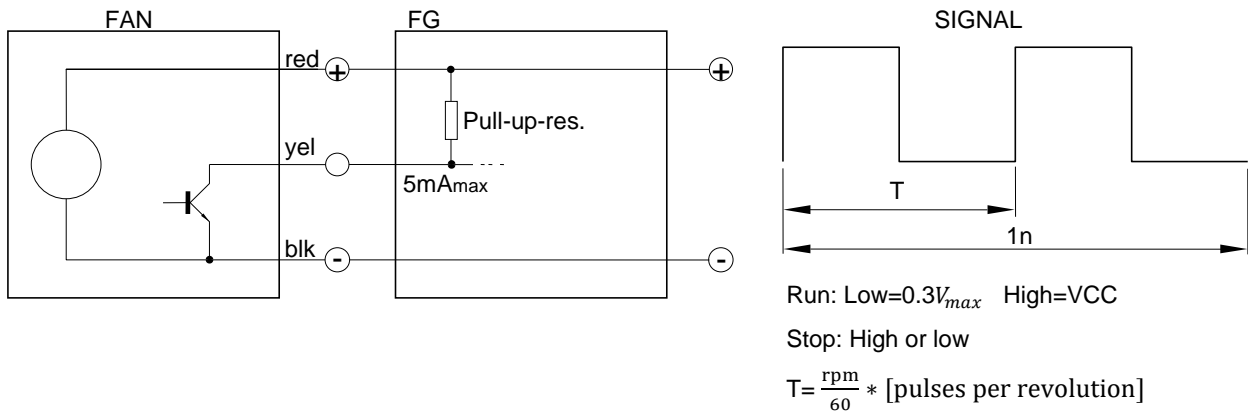 FAN
FG
SIGNAL
red
+
+
Pull-up-res.
yel
5mAmax
T
1n
blk
-
-
Run: Low=0.3Vmax High=VCC
Stop: High or low
T= rpm/60 * [pulses per revolution]